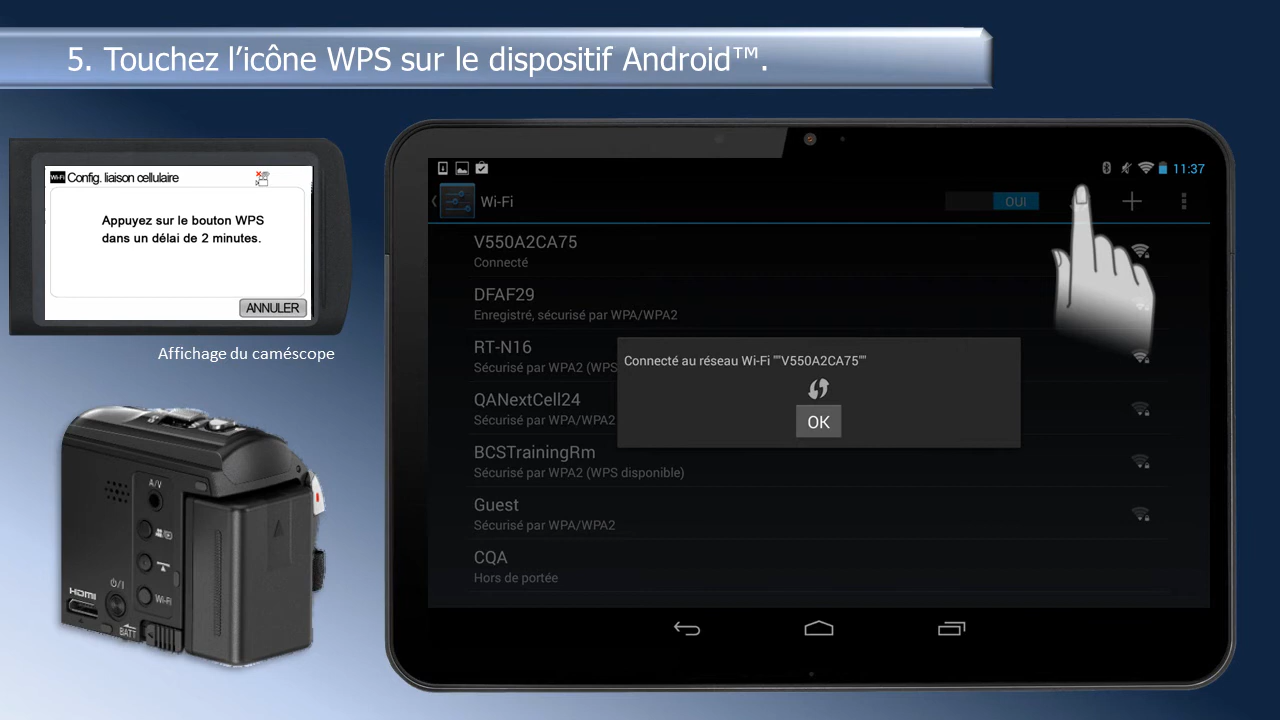 5. Touchez l’icône WPS sur le dispositif Android™.
Wi-Fi Config. liaison cellulaire
Appuyez sur le bouton WPS
dans un délai de 2 minutes.
ANNULER
Affichage du caméscope
A/V
Wi-Fi
HDMI
BATT
11:37
Wi-Fi
OUI
V550A2CA75
Connecté
DFAF29
Enregistré, sécurisé par WPA/WPA2
RT-N16
Sécurisé par WPA2 (WPS
QANextCell24
Sécurisé par WPA/WPA2
BCSTrainingRm
Sécurisé par WPA2 (WPS disponible)
Guest
Sécurisé par WPA/WPA2
CQA
Hors de portée
Connecté au réseau Wi-Fi ""V550A2CA75""
OK